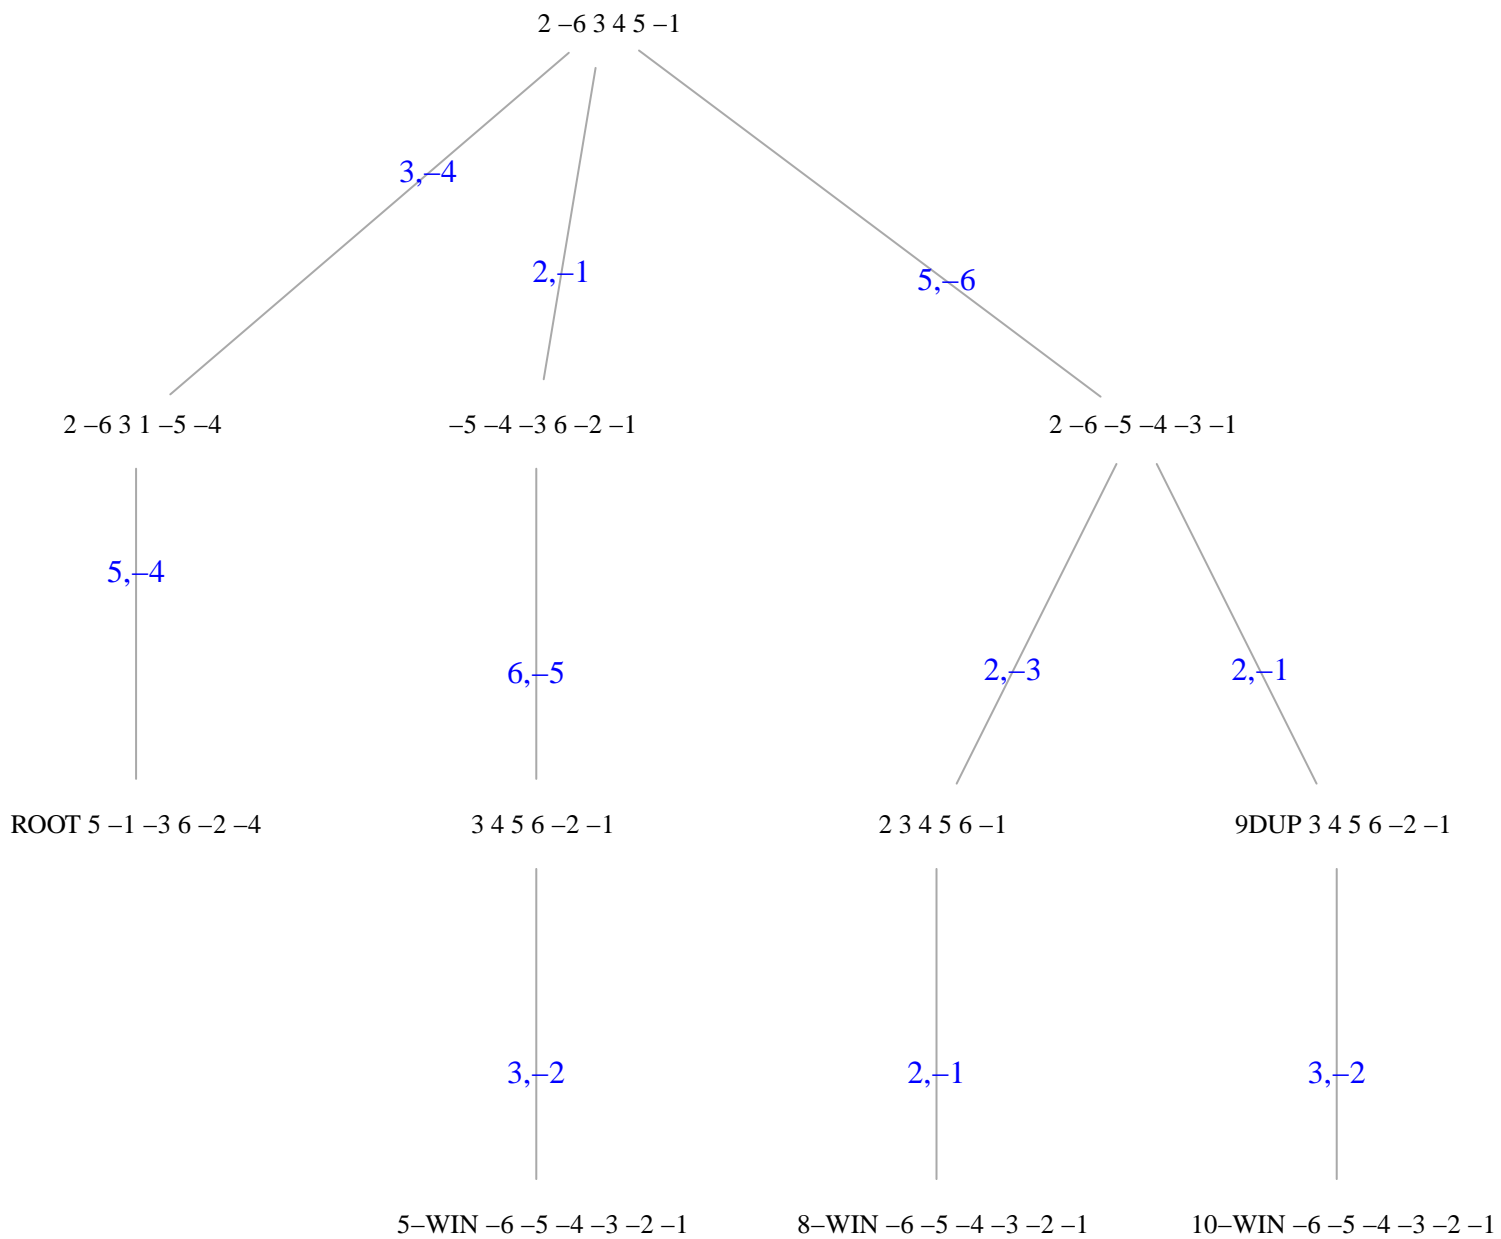 2 –6 3 4 5 –1
3,–4
2,–1
5,–6
2 –6 3 1 –5 –4
–5 –4 –3 6 –2 –1
2 –6 –5 –4 –3 –1
5,–4
6,–5
2,–3
2,–1
ROOT 5 –1 –3 6 –2 –4
3 4 5 6 –2 –1
2 3 4 5 6 –1
9DUP 3 4 5 6 –2 –1
3,–2
2,–1
3,–2
5–WIN –6 –5 –4 –3 –2 –1
8–WIN –6 –5 –4 –3 –2 –1
10–WIN –6 –5 –4 –3 –2 –1